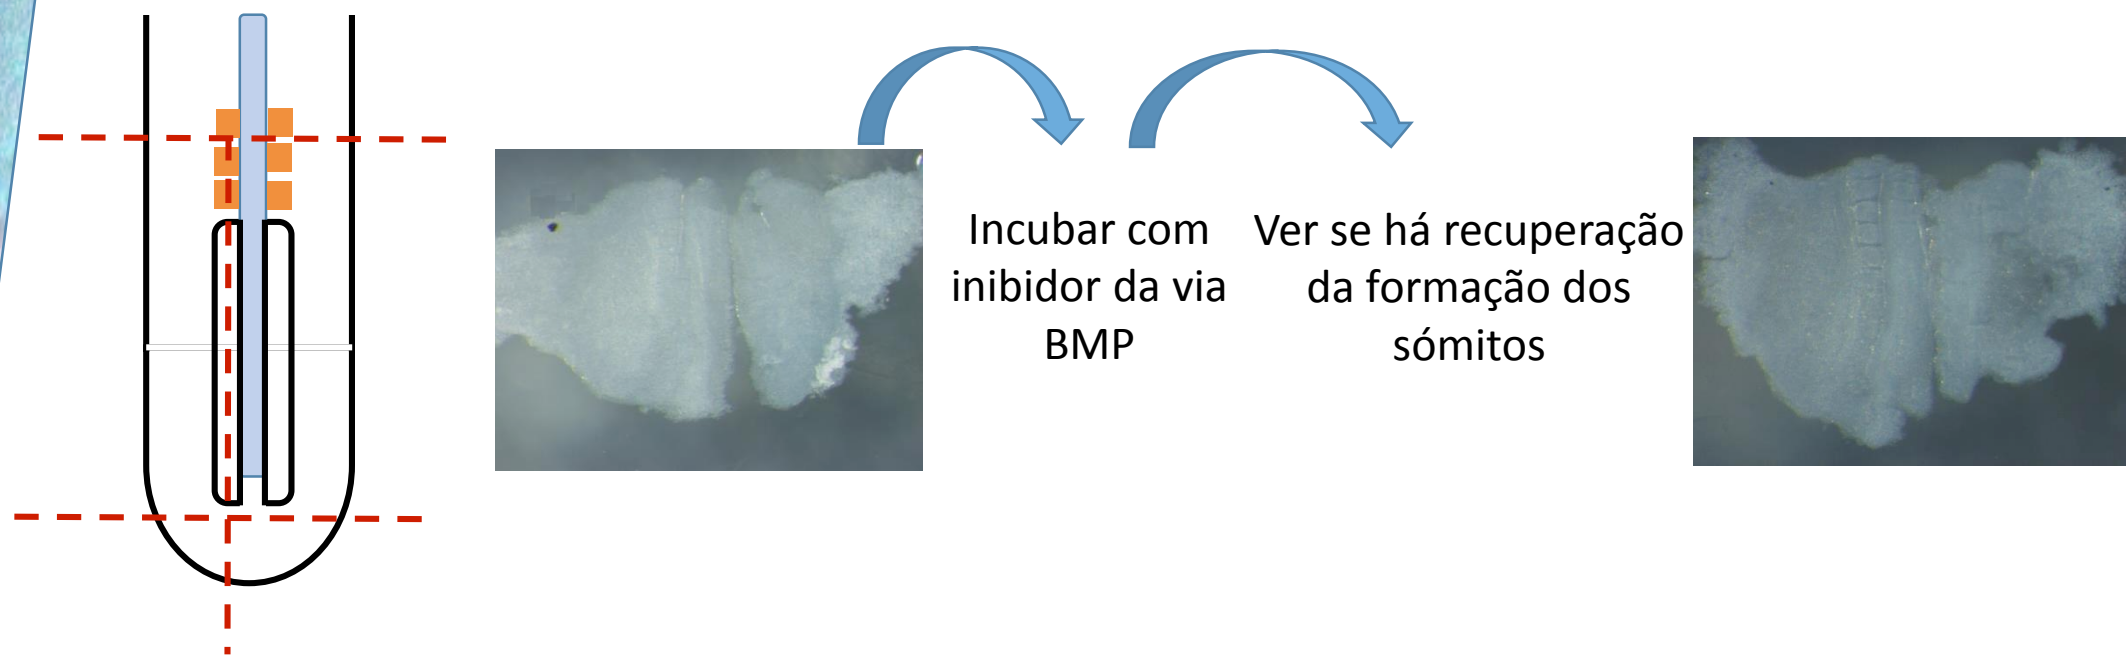 Incubar com
inibidor da via
BMP
Ver se há recuperação
da formação dos
sómitos